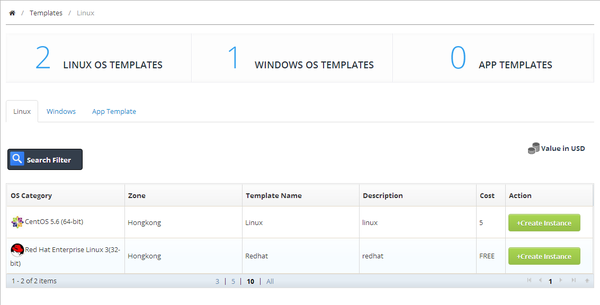 / Templates / Linux
2 LINUX OS TEMPLATES 1 WINDOWS OS TEMPLATES 0 APP TEMPLATES
Linux Windows App Template
Value in USD
Search Filter
OS Category Zone Template Name Description Cost Action
CentOS 5.6 (64-bit) Hongkong Linux linux 5 +Create Instance
Red Hat Enterprise Linux 3(32-
bit) Hongkong Redhat redhat FREE +Create Instance
1 - 2 of 2 items 3 | 5 | 10 | All 1